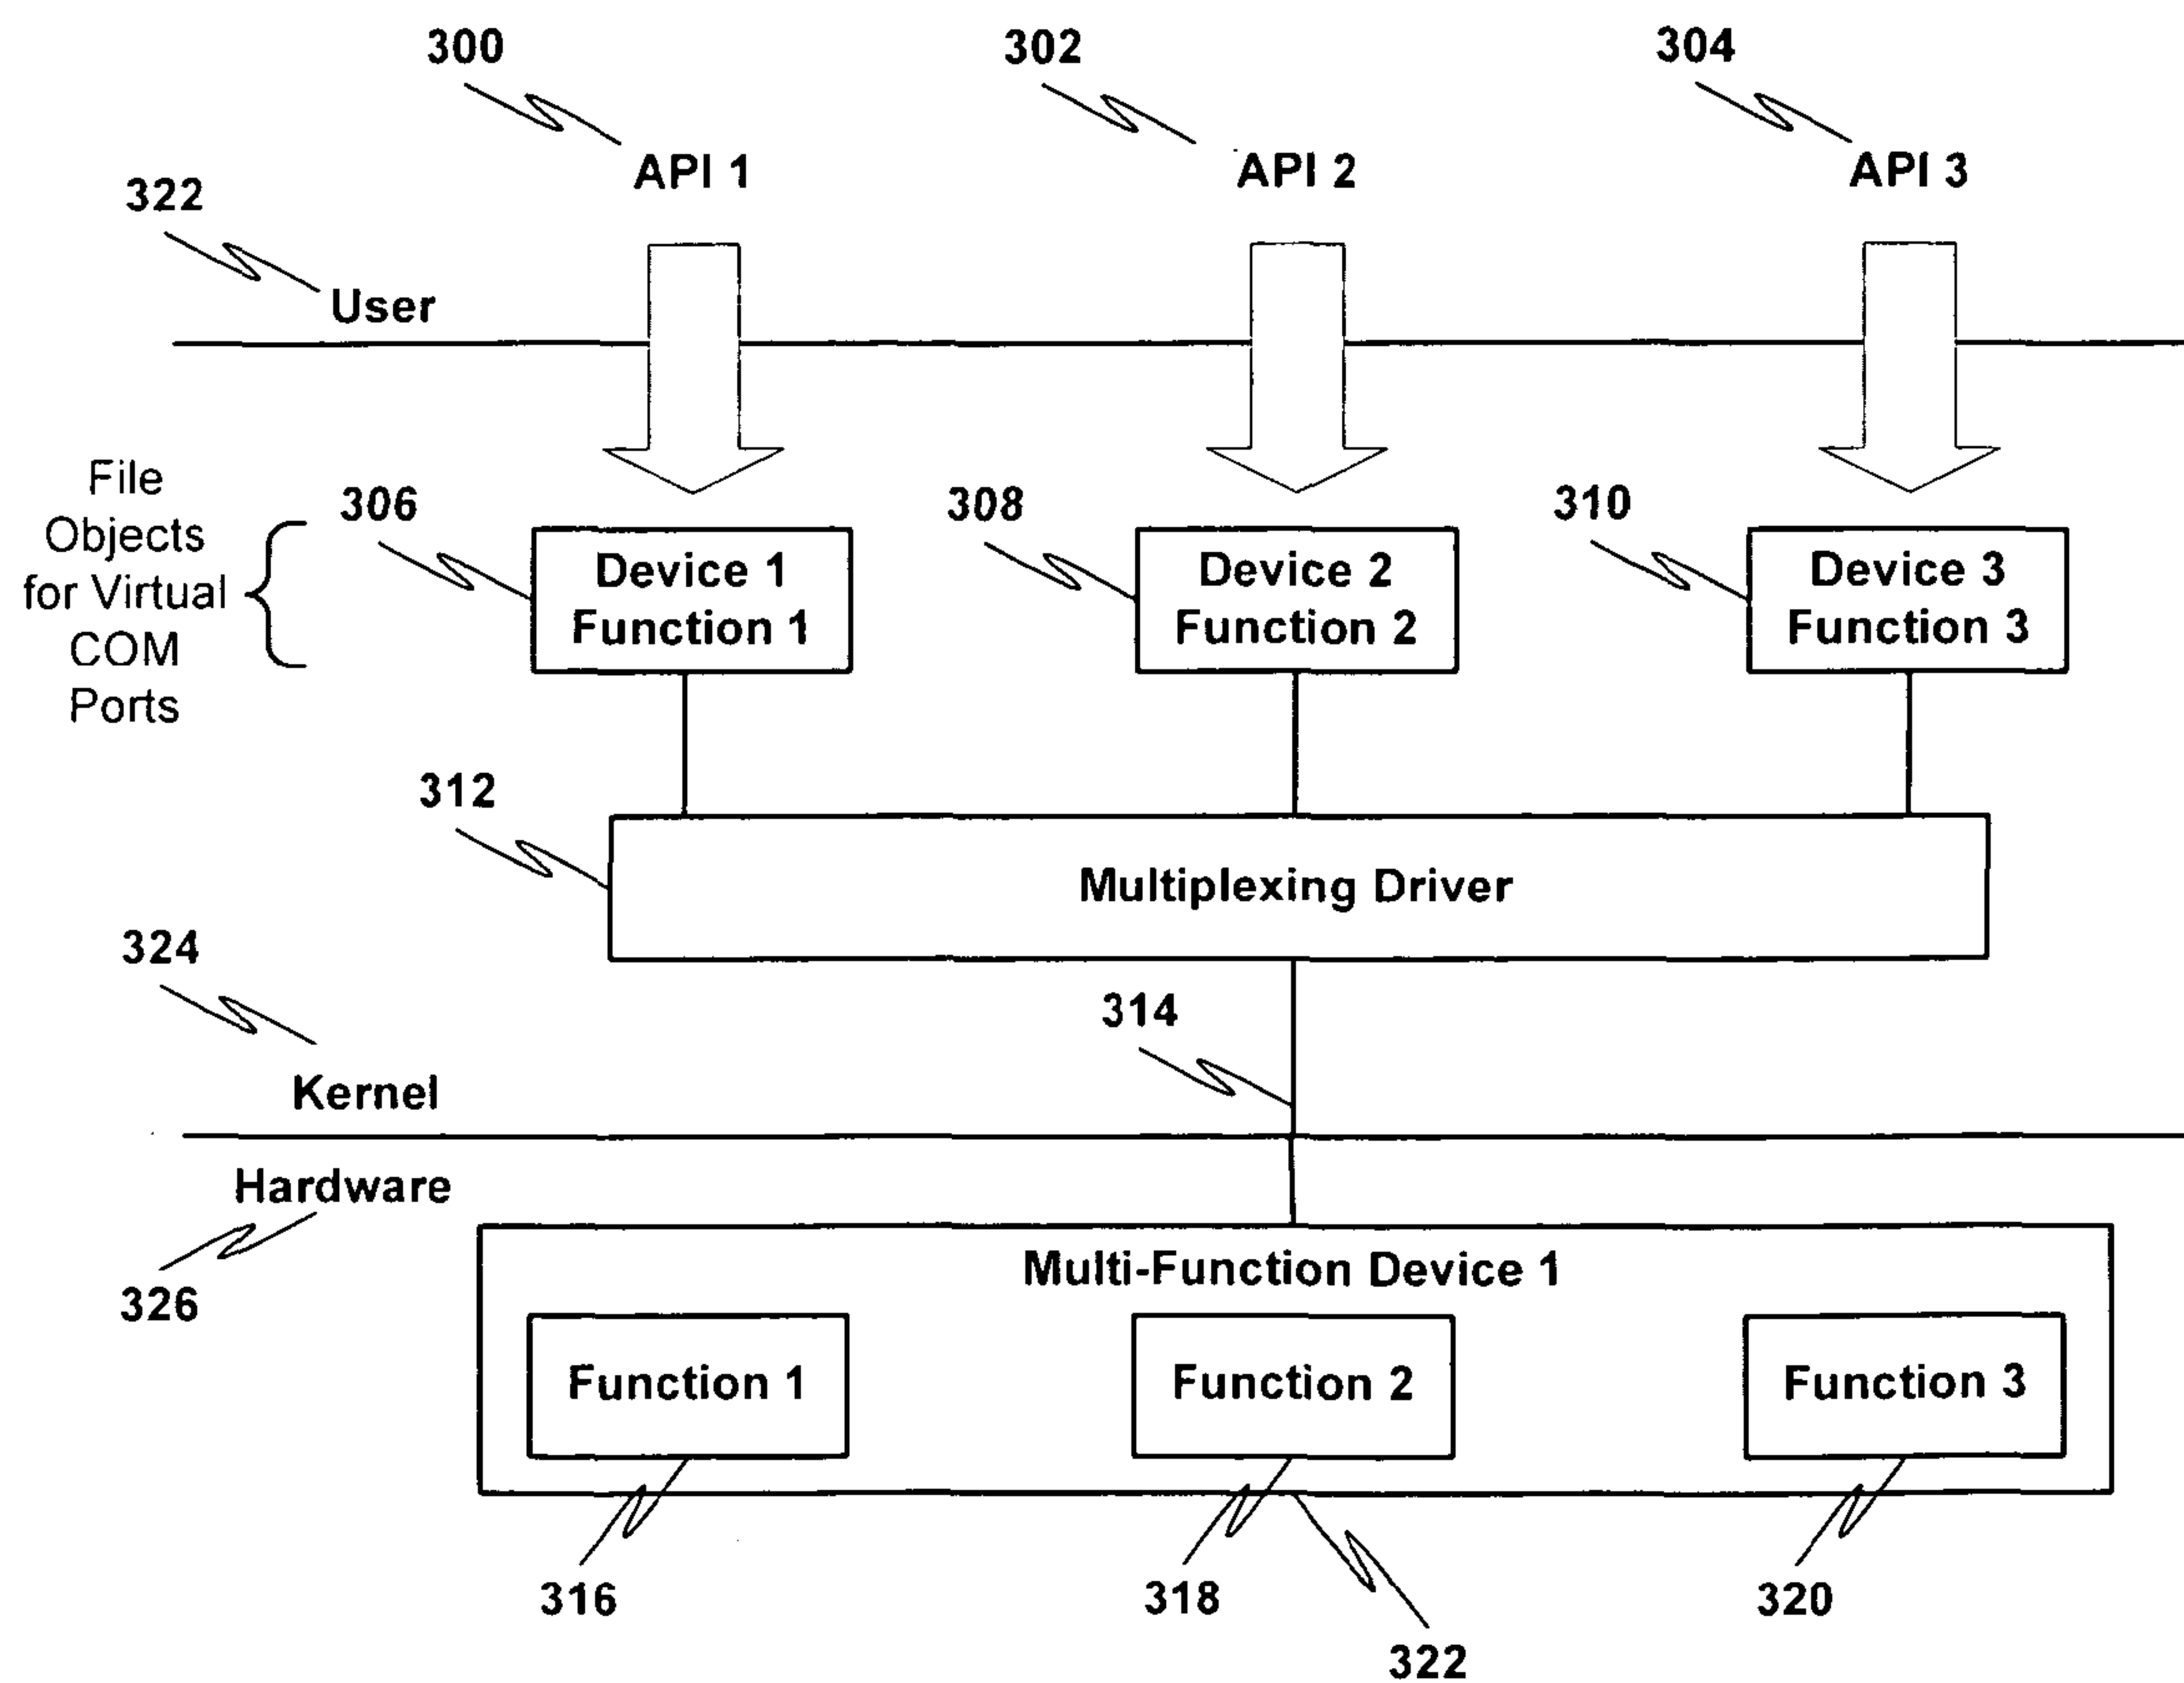 300
302
304
API 1
API 2
API 3
322
User
File
Objects
for Virtual
COM
Ports
306
308
310
Device 1
Function 1
Device 2
Function 2
Device 3
Function 3
312
Multiplexing Driver
324
314
Kernel
Hardware
326
Multi-Function Device 1
Function 1
Function 2
Function 3
316
318
320
322